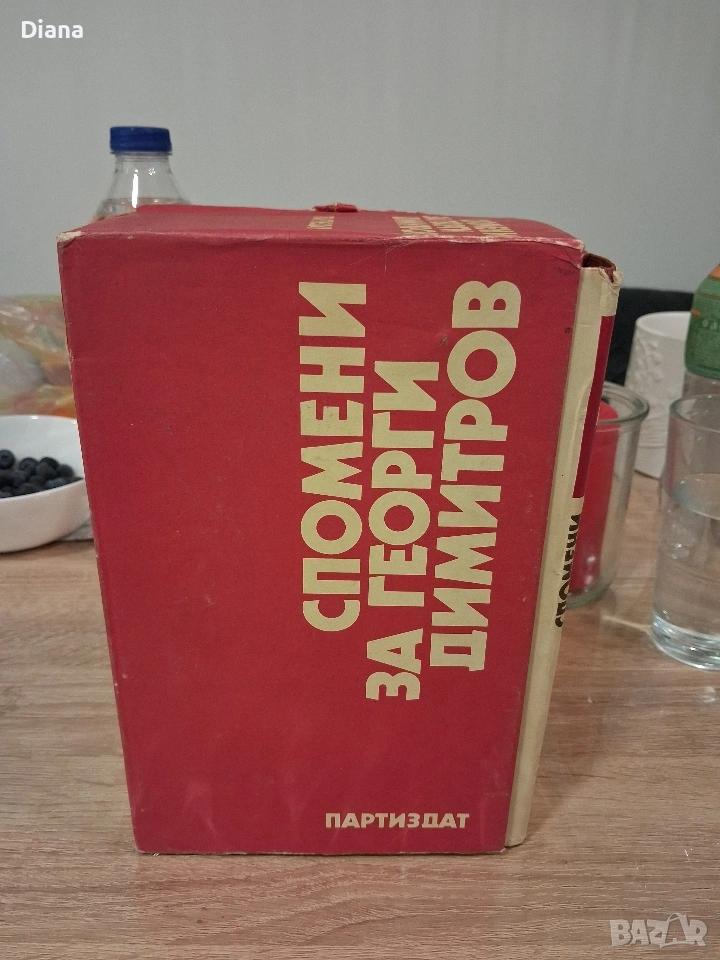 Diana
СПОМЕНИ
ЗА ГЕОРГИ
ДИМИТРОВ
ПАРТИЗДАТ
СПОМЕНИ
BAZAR